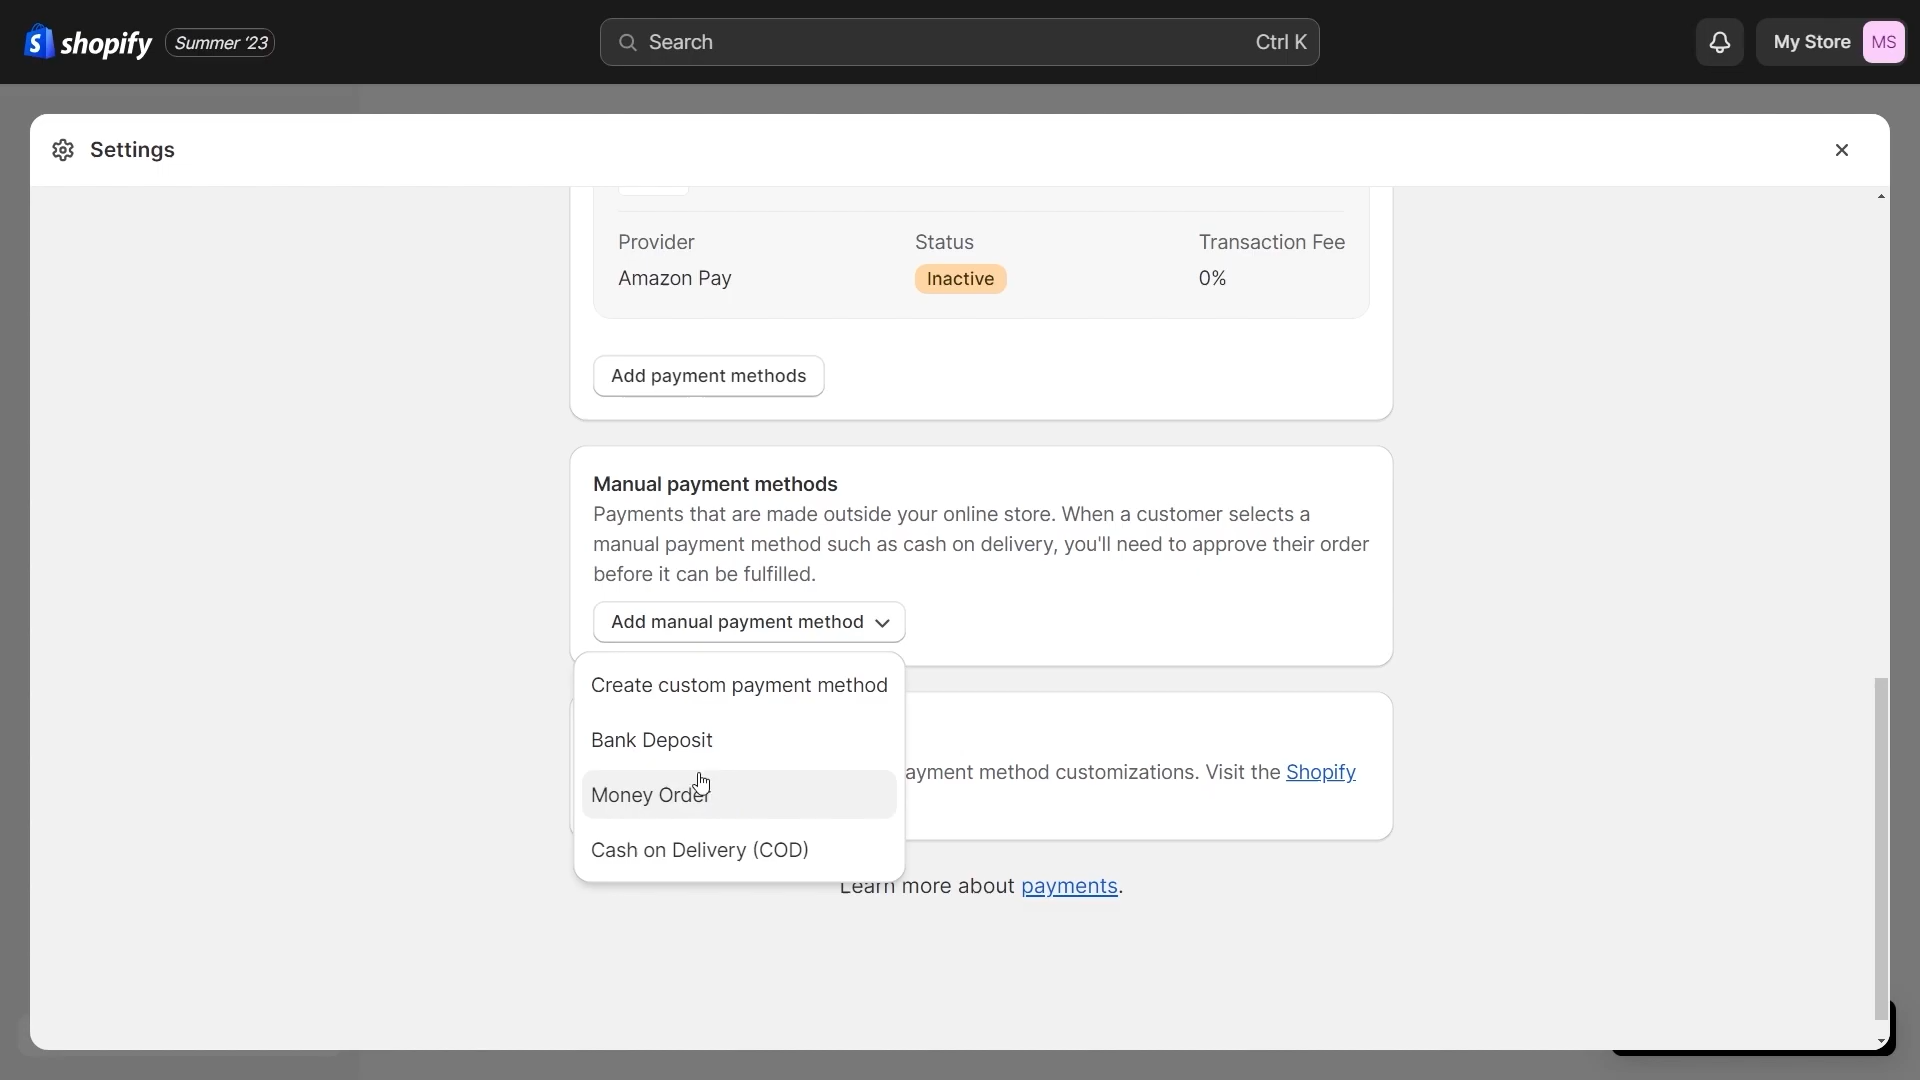 shopify Summer '23 Search Ctrl K My Store MS
Settings
Provider Status Transaction Fee
Amazon Pay Inactive 0%
Add payment methods
Manual payment methods
Payments that are made outside your online store. When a customer selects a
manual payment method such as cash on delivery, you'll need to approve their order
before it can be fulfilled.
Add manual payment method
Create custom payment method
Bank Deposit
ayment method customizations. Visit the Shopify
Money Order
Cash on Delivery (COD)
Learn more about payments.